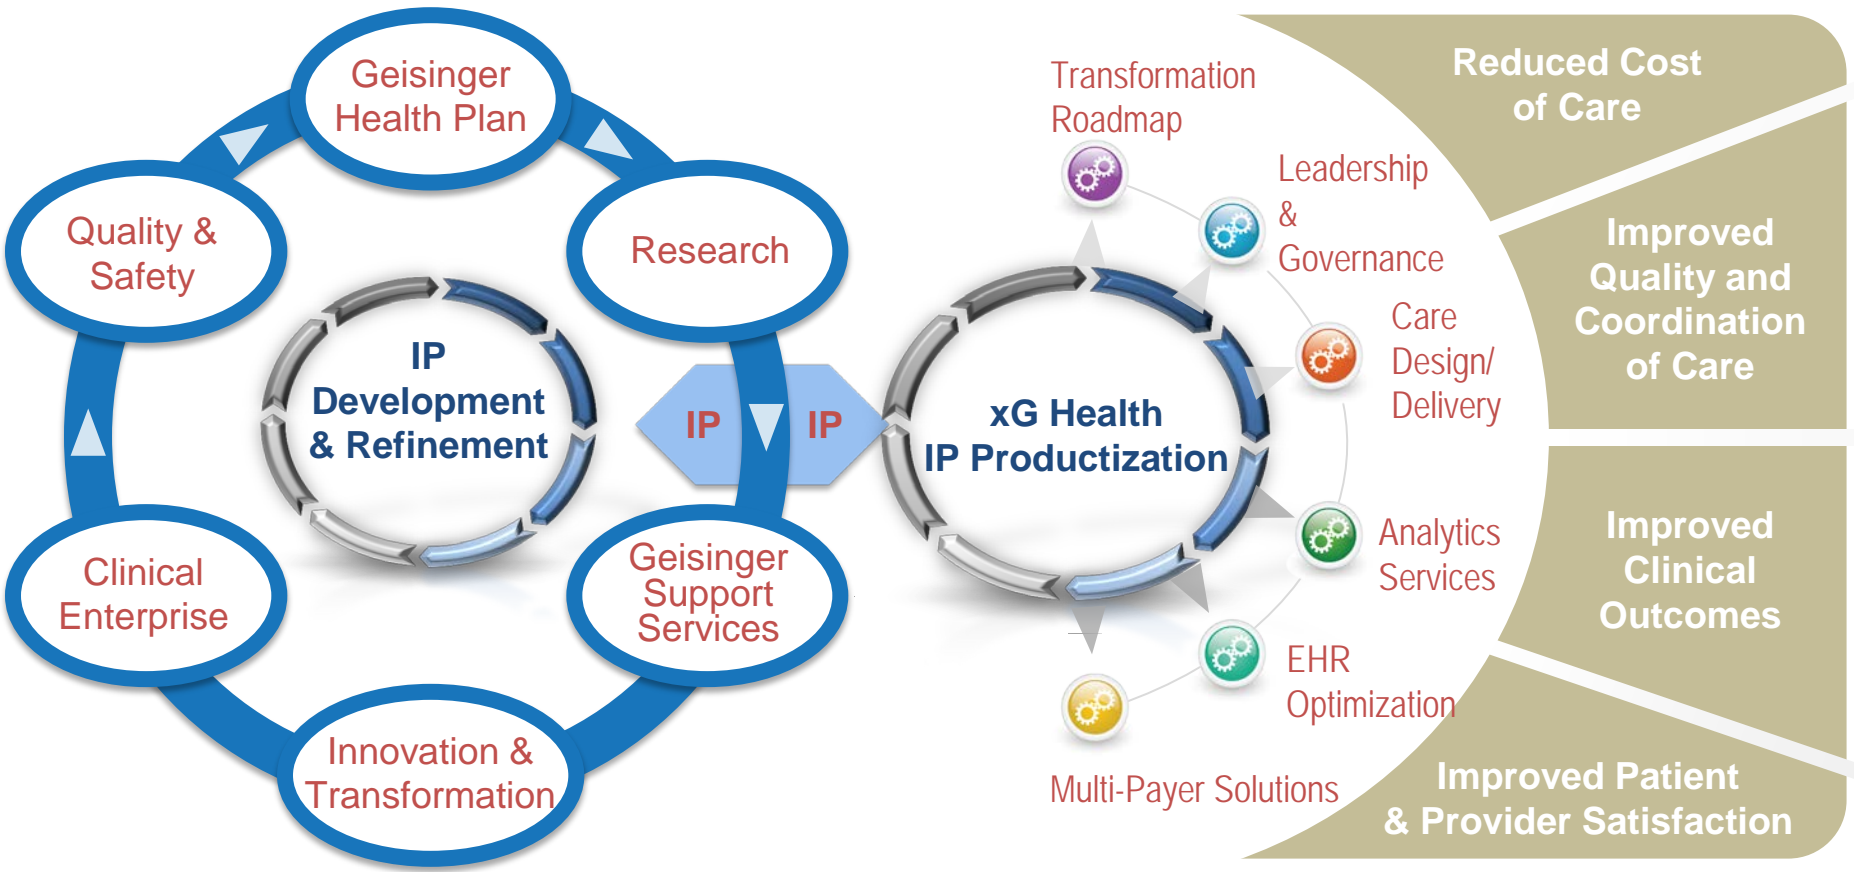 Geisinger
Health Plan
Quality &
Safety
Research
Clinical
Enterprise
Geisinger
Support
Services
Innovation &
Transformation
IP
Development
& Refinement
IP
IP
xG Health
IP Productization
Transformation
Roadmap
Leadership
&
Governance
Care
Design/
Delivery
Analytics
Services
EHR
Optimization
Multi-Payer Solutions
Reduced Cost
of Care
Improved
Quality and
Coordination
of Care
Improved
Clinical
Outcomes
Improved Patient
& Provider Satisfaction